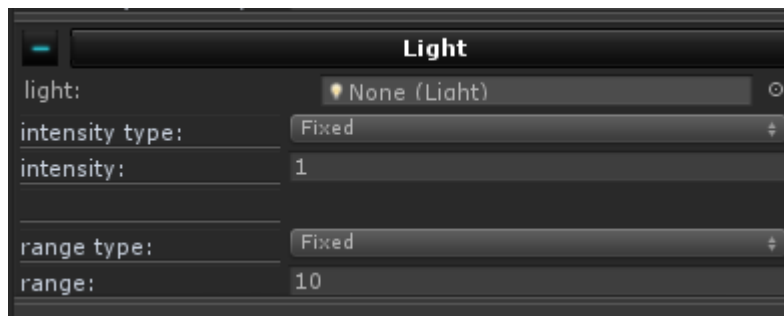 Light
light: None (Light)
intensity type: Fixed
intensity: 1
range type: Fixed
range: 10